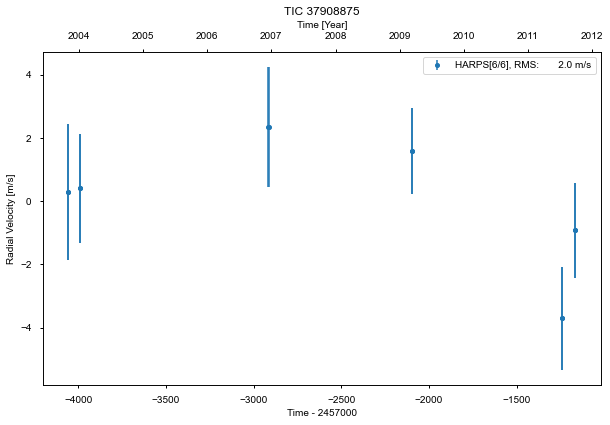 TIC 37908875
Time [Year]
2004 2005 2006 2007 2008 2009 2010 2011 2012
HARPS[6/6], RMS: 2.0 m/s
4
2
0
−2
−4
Radial Velocity [m/s]
−4000 −3500 −3000 −2500 −2000 −1500
Time - 2457000